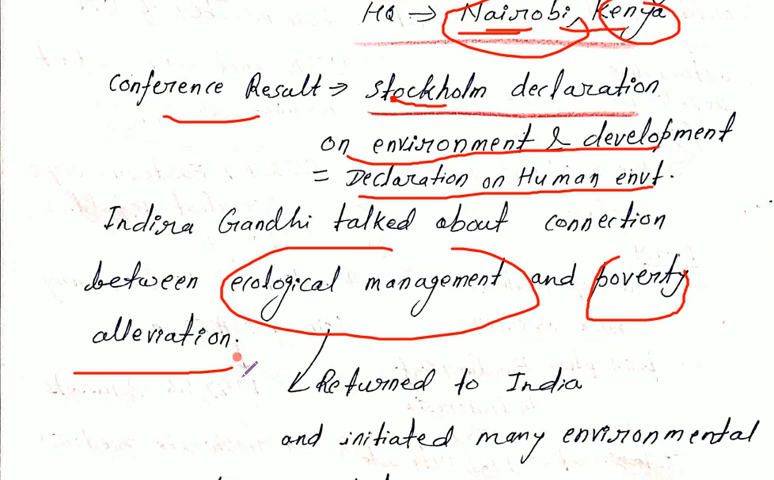 HQ → Nairobi, Kenya
Conference Result → Stockholm declaration
on environment & development
= Declaration on Human envt.
Indira Gandhi talked about connection
between ecological management and poverty
alleviation.
Returned to India
and initiated many environmental